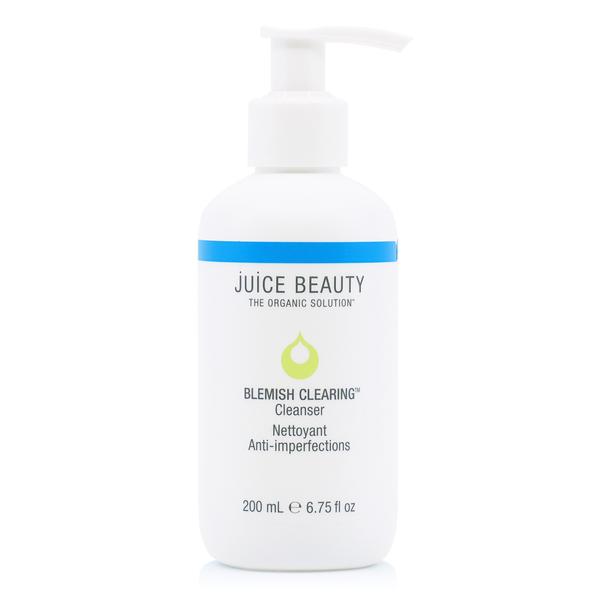 juice BEAUTY
THE ORGANIC SOLUTION™
BLEMISH CLEARING™
Cleanser
Nettoyant
Anti-imperfections
200 mL ℮ 6.75 fl oz